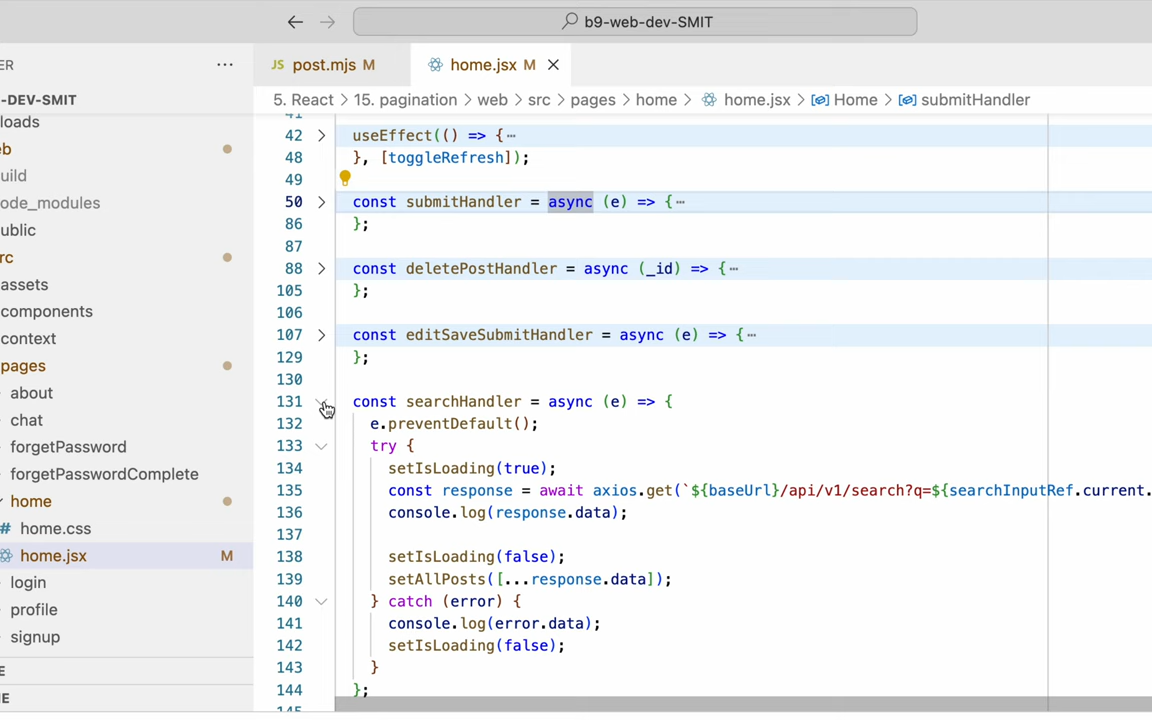 b9-web-dev-SMIT
ER
JS post.mjs M
home.jsx M
-DEV-SMIT
5. React > 15. pagination > web > src > pages > home > home.jsx > Home > submitHandler
loads
eb
uild
ode_modules
ublic
rc
assets
components
context
pages
about
chat
forgetPassword
forgetPasswordComplete
home
# home.css
home.jsx M
login
profile
signup
E
NE
41
42 useEffect(() => {⋯
48 }, [toggleRefresh]);
49
50 const submitHandler = async (e) => {⋯
86 };
87
88 const deletePostHandler = async (_id) => {⋯
105 };
106
107 const editSaveSubmitHandler = async (e) => {⋯
129 };
130
131 const searchHandler = async (e) => {
132 e.preventDefault();
133 try {
134 setIsLoading(true);
135 const response = await axios.get(`${baseUrl}/api/v1/search?q=${searchInputRef.current.
136 console.log(response.data);
137
138 setIsLoading(false);
139 setAllPosts([...response.data]);
140 } catch (error) {
141 console.log(error.data);
142 setIsLoading(false);
143 }
144 };
145